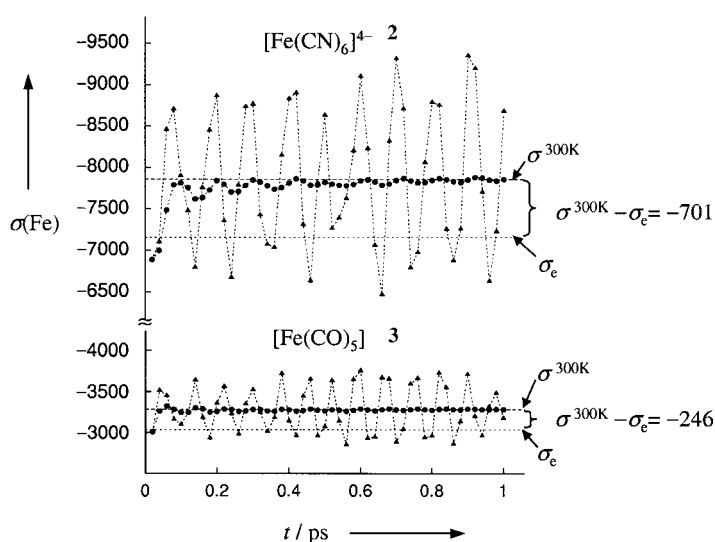 [Fe(CN)₆]⁴⁻ 2
-9500
-9000
-8500
-8000
-7500
-7000
-6500
σ(Fe)
σ³⁰⁰ᴷ
σ³⁰⁰ᴷ – σₑ = –701
σₑ
[Fe(CO)₅] 3
-4000
-3500
-3000
σ³⁰⁰ᴷ
σ³⁰⁰ᴷ – σₑ = –246
σₑ
0 0.2 0.4 0.6 0.8 1
t / ps